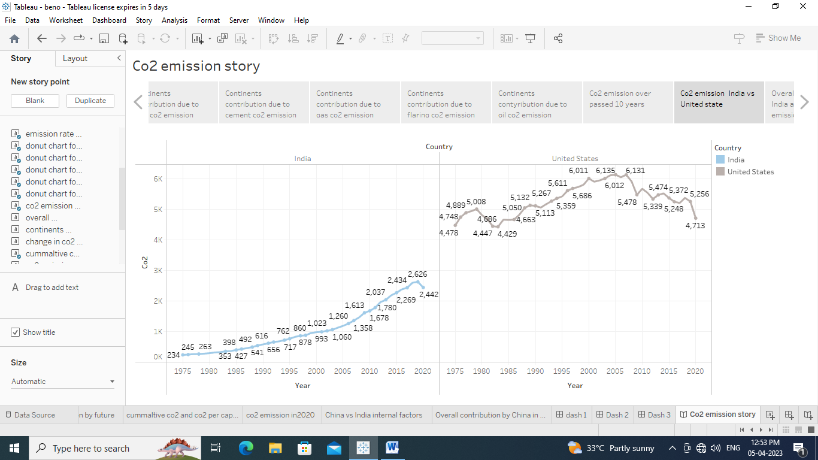 Tableau - beno - Tableau license expires in 5 days
File Data Worksheet Dashboard Story Analysis Format Server Window Help
Show Me
Story Layout
New story point
Blank Duplicate
emission rate ...
donut chart fo...
donut chart fo...
donut chart fo...
donut chart fo...
donut chart fo...
co2 emission ...
overall ...
continents ...
change in co2 ...
cummaltive c...
A Drag to add text
Show title
Size
Automatic
Co2 emission story
Continents contribution due to cement co2 emission
Continents contribution due to gas co2 emission
Continents contribution due to flaring co2 emission
Continents contyribution due to oil co2 emission
Co2 emission over passed 10 years
Co2 emission India vs United state
Country
India United States
Co2
6K
5K
4K
3K
2K
1K
0K
234 245 263 353 398 427 492 541 616 656 717 762 878 860 993 1,023 1,060 1,260 1,358 1,613 1,678 2,037 1,780 2,434 2,269 2,626 2,442
4,478 4,748 4,889 5,008 4,686 4,447 4,429 5,050 4,663 5,132 5,267 5,113 5,611 5,359 5,686 6,011 6,135 6,012 6,131 5,478 5,474 5,339 5,372 5,248 5,256 4,713
1975 1980 1985 1990 1995 2000 2005 2010 2015 2020
1975 1980 1985 1990 1995 2000 2005 2010 2015 2020
Year Year
Country
India
United States
Data Source n by future cummaltive co2 and co2 per cap... co2 emission in2020 China vs India internal factors Overall contribution by China in ... dash 1 Dash 2 Dash 3 Co2 emission story
Type here to search
33°C Partly sunny
ENG
12:53 PM
05-04-2023